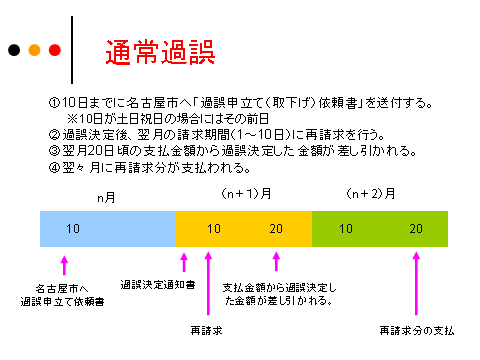 通常過誤
①10日までに名古屋市へ「過誤申立て(取下げ)依頼書」を送付する。
※10日が土日祝日の場合にはその前日
②過誤決定後、翌月の請求期間(1～10日)に再請求を行う。
③翌月20日頃の支払金額から過誤決定した金額が差し引かれる。
④翌々月に再請求分が支払われる。
n月
(n+1)月
(n+2)月
10
10
20
10
20
名古屋市へ
過誤申立て依頼書
過誤決定通知書
支払金額から過誤決定し
た金額が差し引かれる。
再請求
再請求分の支払